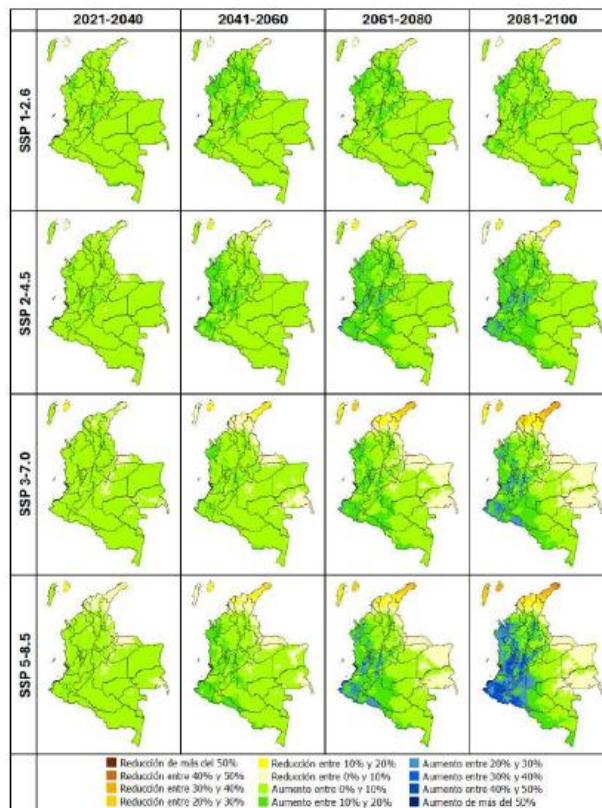 2021-2040 2041-2060 2061-2080 2081-2100
SSP 1-2.6
SSP 2-4.5
SSP 3-7.0
SSP 5-8.5
Reducción de más del 50% Reducción entre 10% y 20% Aumento entre 20% y 30%
Reducción entre 40% y 50% Reducción entre 0% y 10% Aumento entre 30% y 40%
Reducción entre 30% y 40% Aumento entre 0% y 10% Aumento entre 40% y 50%
Reducción entre 20% y 30% Aumento entre 10% y 20% Aumento de más del 50%